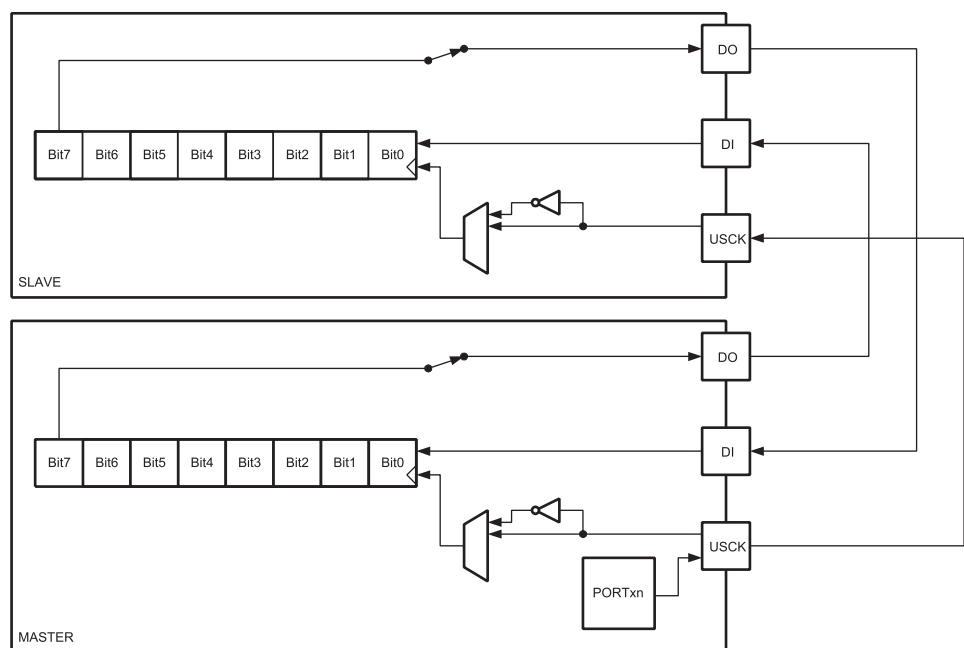 DO
Bit7 Bit6 Bit5 Bit4 Bit3 Bit2 Bit1 Bit0
DI
USCK
SLAVE
DO
Bit7 Bit6 Bit5 Bit4 Bit3 Bit2 Bit1 Bit0
DI
USCK
PORTxn
MASTER